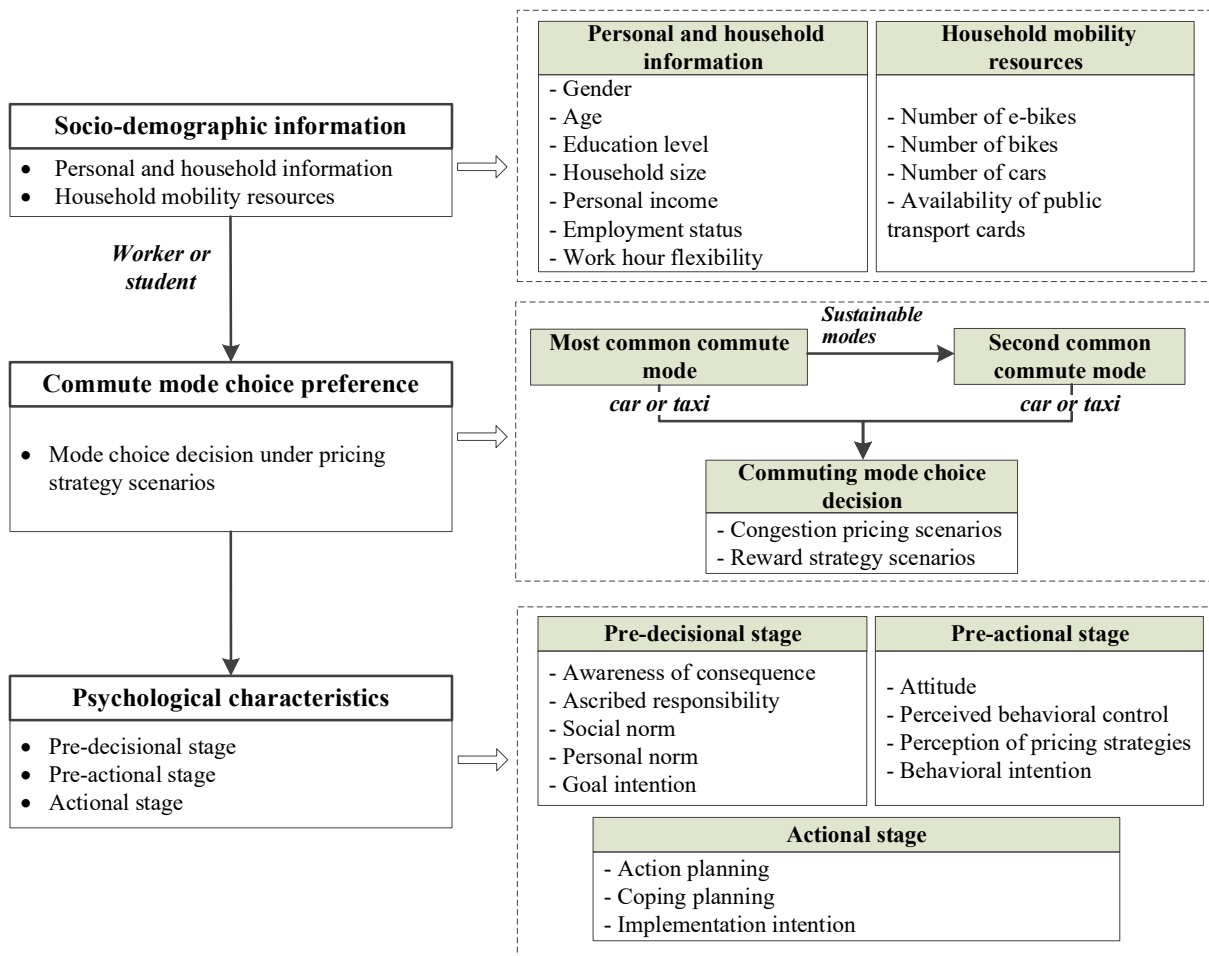 Socio-demographic information
• Personal and household information
• Household mobility resources
Personal and household
information
- Gender
- Age
- Education level
- Household size
- Personal income
- Employment status
- Work hour flexibility
Household mobility
resources
- Number of e-bikes
- Number of bikes
- Number of cars
- Availability of public
transport cards
Worker or
student
Commute mode choice preference
• Mode choice decision under pricing
strategy scenarios
Most common commute
mode
Sustainable
modes
Second common
commute mode
car or taxi
car or taxi
Commuting mode choice
decision
- Congestion pricing scenarios
- Reward strategy scenarios
Psychological characteristics
• Pre-decisional stage
• Pre-actional stage
• Actional stage
Pre-decisional stage
- Awareness of consequence
- Ascribed responsibility
- Social norm
- Personal norm
- Goal intention
Pre-actional stage
- Attitude
- Perceived behavioral control
- Perception of pricing strategies
- Behavioral intention
Actional stage
- Action planning
- Coping planning
- Implementation intention